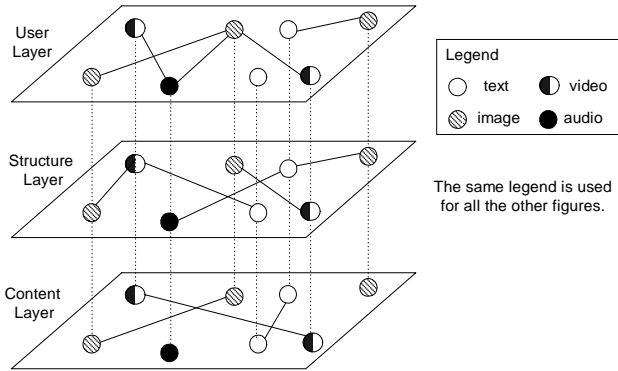 User
Layer
Structure
Layer
Content
Layer
Legend
text
video
image
audio
The same legend is used
for all the other figures.